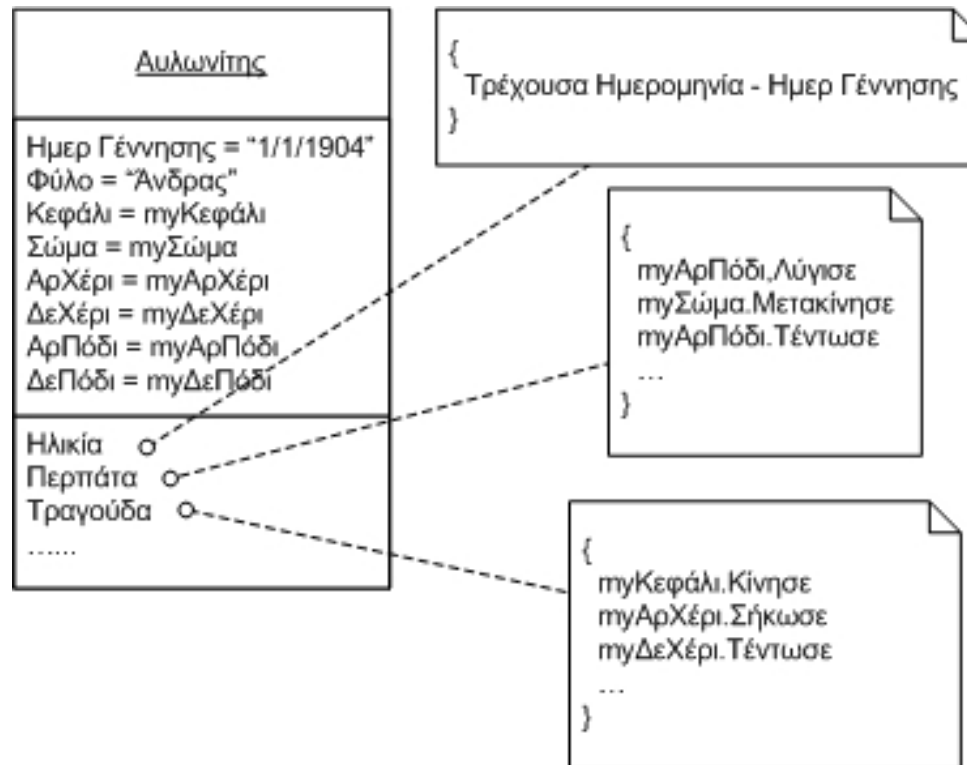 Αυλωνίτης
Ημερ Γέννησης = “1/1/1904”
Φύλο = “Άνδρας”
Κεφάλι = myΚεφάλι
Σώμα = myΣώμα
ΑρΧέρι = myΑρΧέρι
ΔεΧέρι = myΔεΧέρι
ΑρΠόδι = myΑρΠόδι
ΔεΠόδι = myΔεΠόδι
Ηλικία
Περπάτα
Τραγούδα
......
{
Τρέχουσα Ημερομηνία - Ημερ Γέννησης
}
{
myΑρΠόδι,Λύγισε
myΣώμα.Μετακίνησε
myΑρΠόδι.Τέντωσε
...
}
{
myΚεφάλι.Κίνησε
myΑρΧέρι.Σήκωσε
myΔεΧέρι.Τέντωσε
...
}